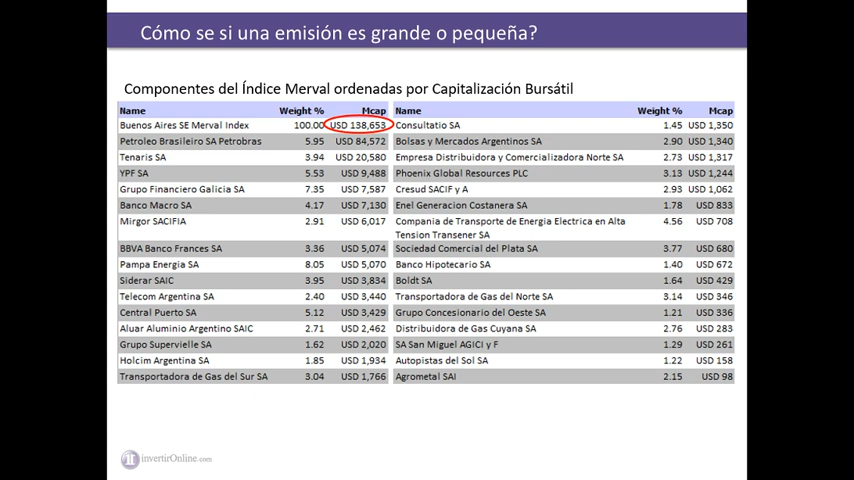 Cómo se si una emisión es grande o pequeña?
Componentes del Índice Merval ordenadas por Capitalización Bursátil
Name Weight % Mcap Name Weight % Mcap
Buenos Aires SE Merval Index 100.00 USD 138,653 Consultatio SA 1.45 USD 1,350
Petroleo Brasileiro SA Petrobras 5.95 USD 84,572 Bolsas y Mercados Argentinos SA 2.90 USD 1,340
Tenaris SA 3.94 USD 20,580 Empresa Distribuidora y Comercializadora Norte SA 2.73 USD 1,317
YPF SA 5.53 USD 9,488 Phoenix Global Resources PLC 3.13 USD 1,244
Grupo Financiero Galicia SA 7.35 USD 7,587 Cresud SACIF y A 2.93 USD 1,062
Banco Macro SA 4.17 USD 7,130 Enel Generacion Costanera SA 1.78 USD 833
Mirgor SACIFIA 2.91 USD 6,017 Compania de Transporte de Energia Electrica en Alta 4.56 USD 708
Tension Transener SA
BBVA Banco Frances SA 3.36 USD 5,074 Sociedad Comercial del Plata SA 3.77 USD 680
Pampa Energia SA 8.05 USD 5,070 Banco Hipotecario SA 1.40 USD 672
Siderar SAIC 3.95 USD 3,834 Boldt SA 1.64 USD 429
Telecom Argentina SA 2.40 USD 3,440 Transportadora de Gas del Norte SA 3.14 USD 346
Central Puerto SA 5.12 USD 3,429 Grupo Concesionario del Oeste SA 1.21 USD 336
Aluar Aluminio Argentino SAIC 2.71 USD 2,462 Distribuidora de Gas Cuyana SA 2.76 USD 283
Grupo Supervielle SA 1.62 USD 2,020 SA San Miguel AGICI y F 1.29 USD 261
Holcim Argentina SA 1.85 USD 1,934 Autopistas del Sol SA 1.22 USD 158
Transportadora de Gas del Sur SA 3.04 USD 1,766 Agrometal SAI 2.15 USD 98
invertirOnline.com